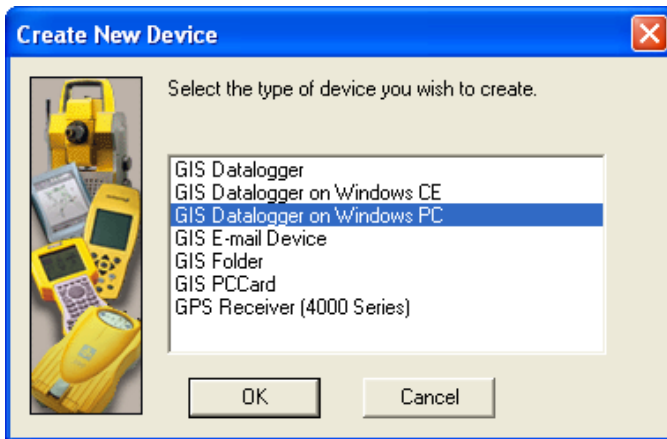 Create New Device
Select the type of device you wish to create.
GIS Datalogger
GIS Datalogger on Windows CE
GIS Datalogger on Windows PC
GIS E-mail Device
GIS Folder
GIS PCCard
GPS Receiver (4000 Series)
OK
Cancel